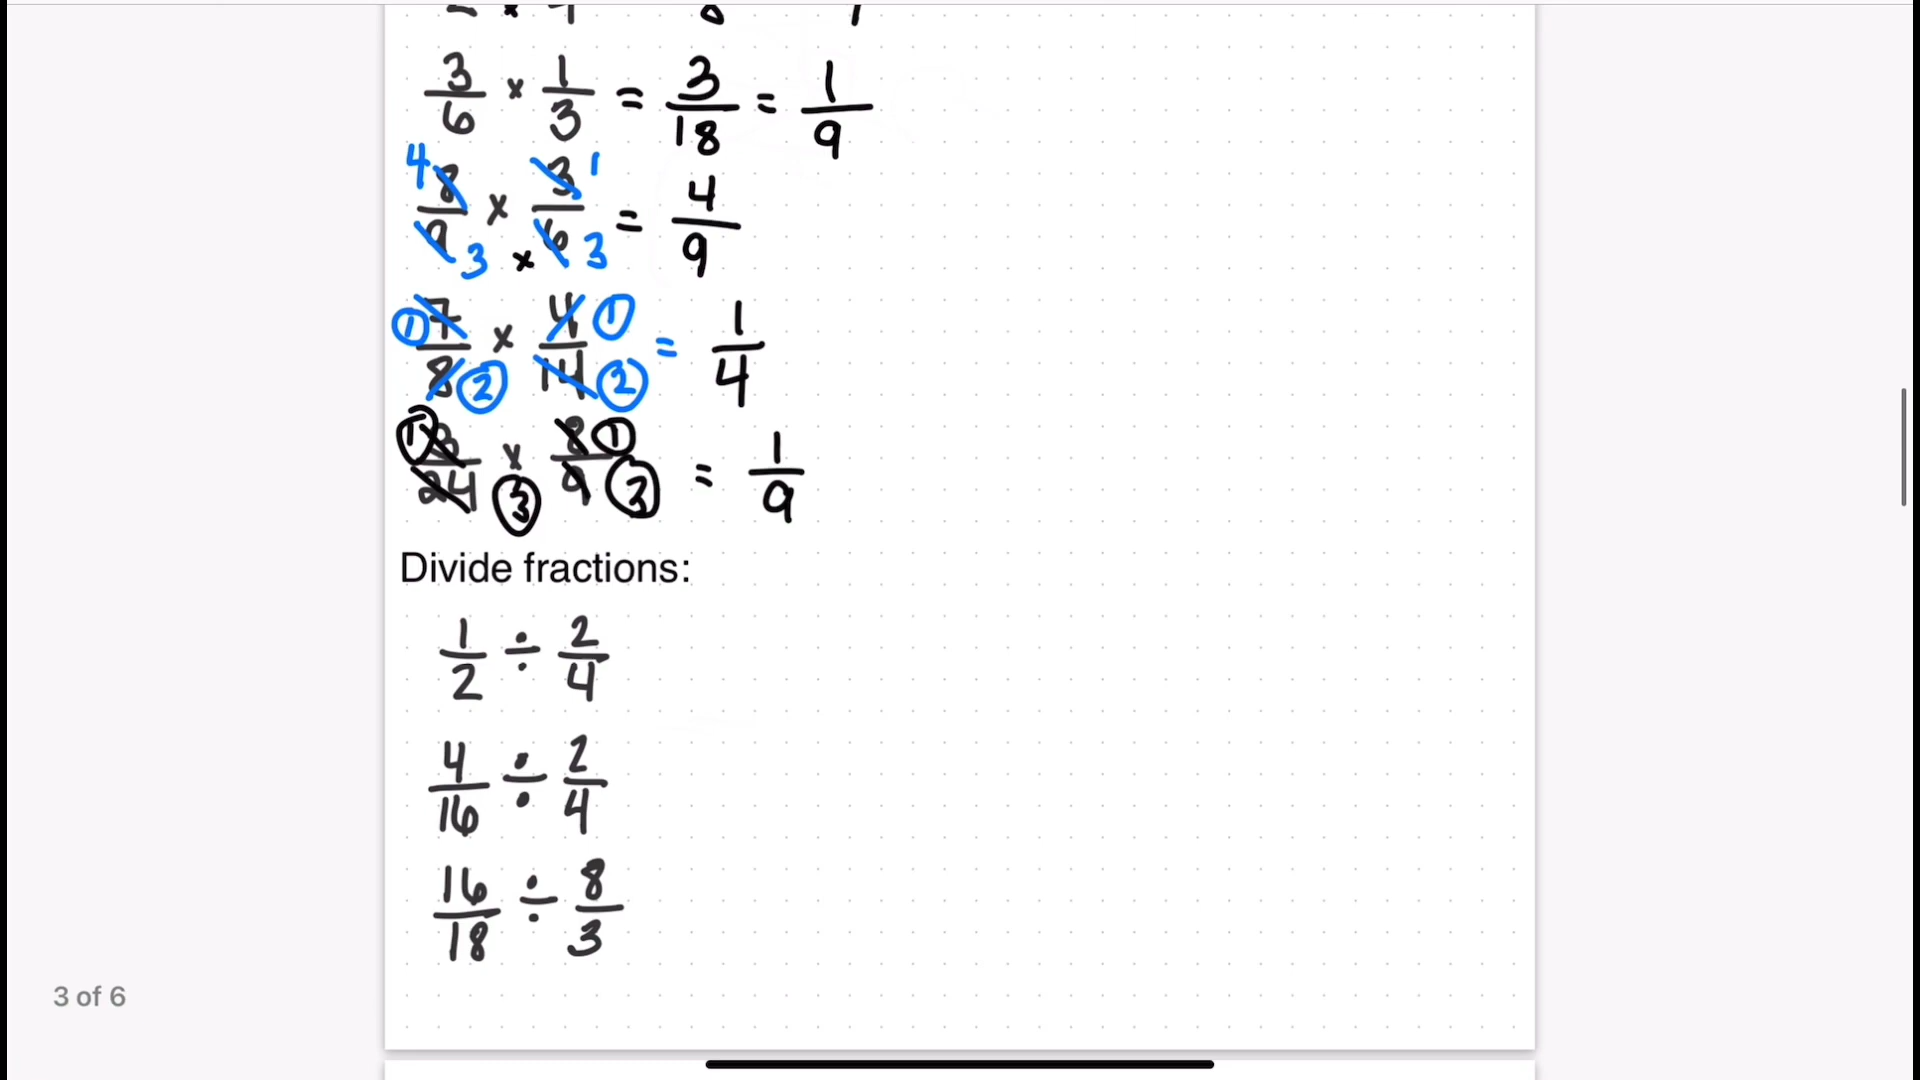 3/6 × 1/3 = 3/18 = 1/9
4 8/9 3 × 3/6 1 3 × = 4/9
① 7/8 ② × 4/14 ① ② = 1/4
① /24 ③ × 8/9 ① ③ = 1/9
Divide fractions:
1/2 ÷ 2/4
4/16 ÷ 2/4
16/18 ÷ 8/3
3 of 6